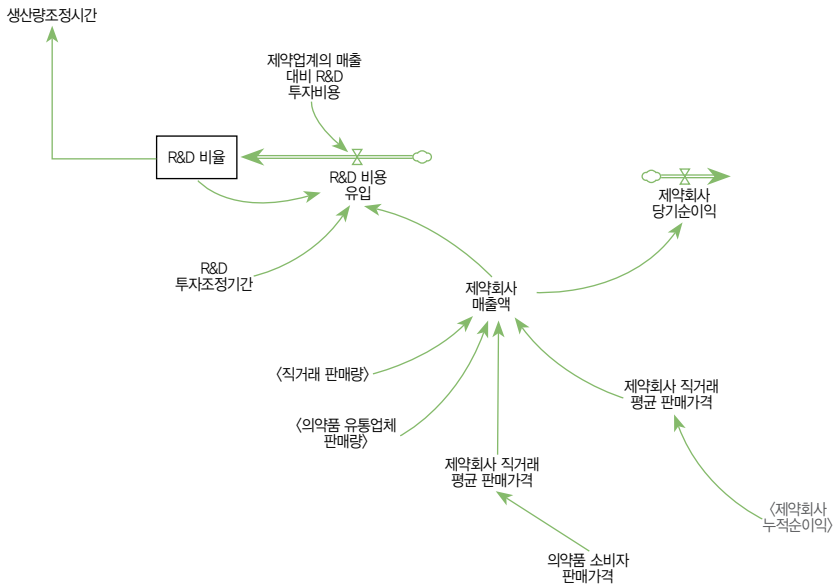 생산량조정시간
제약업계의 매출
대비 R&D
투자비용
R&D 비율
R&D 비용
유입
제약회사
당기순이익
R&D
투자조정기간
제약회사
매출액
〈직거래 판매량〉
제약회사 직거래
평균 판매가격
〈의약품 유통업체
판매량〉
제약회사 직거래
평균 판매가격
〈제약회사
누적순이익〉
의약품 소비자
판매가격